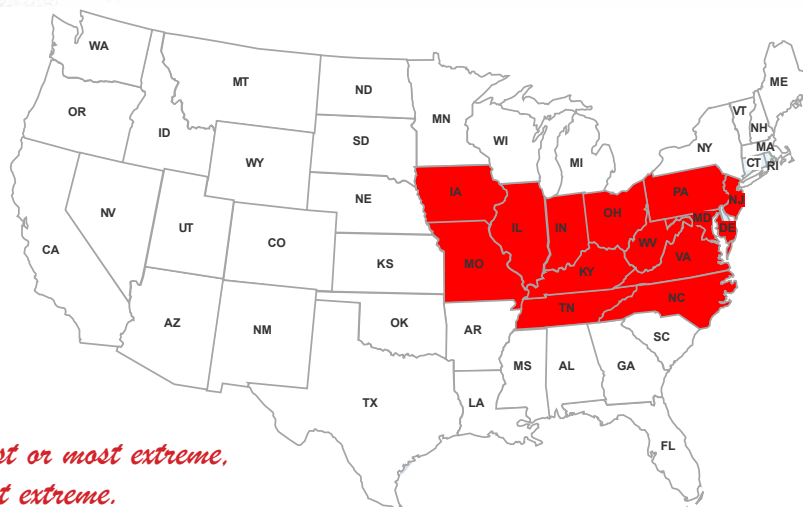 WA
MT
ND
MN
ME
VT
NH
OR
ID
SD
WI
NY
MA
WY
MI
CT
RI
NE
IA
PA
NJ
NV
UT
CO
IL
IN
OH
MD
DE
CA
KS
MO
WV
VA
KY
NC
AZ
NM
OK
AR
TN
SC
TX
MS
AL
GA
LA
FL
or most extreme,
extreme.